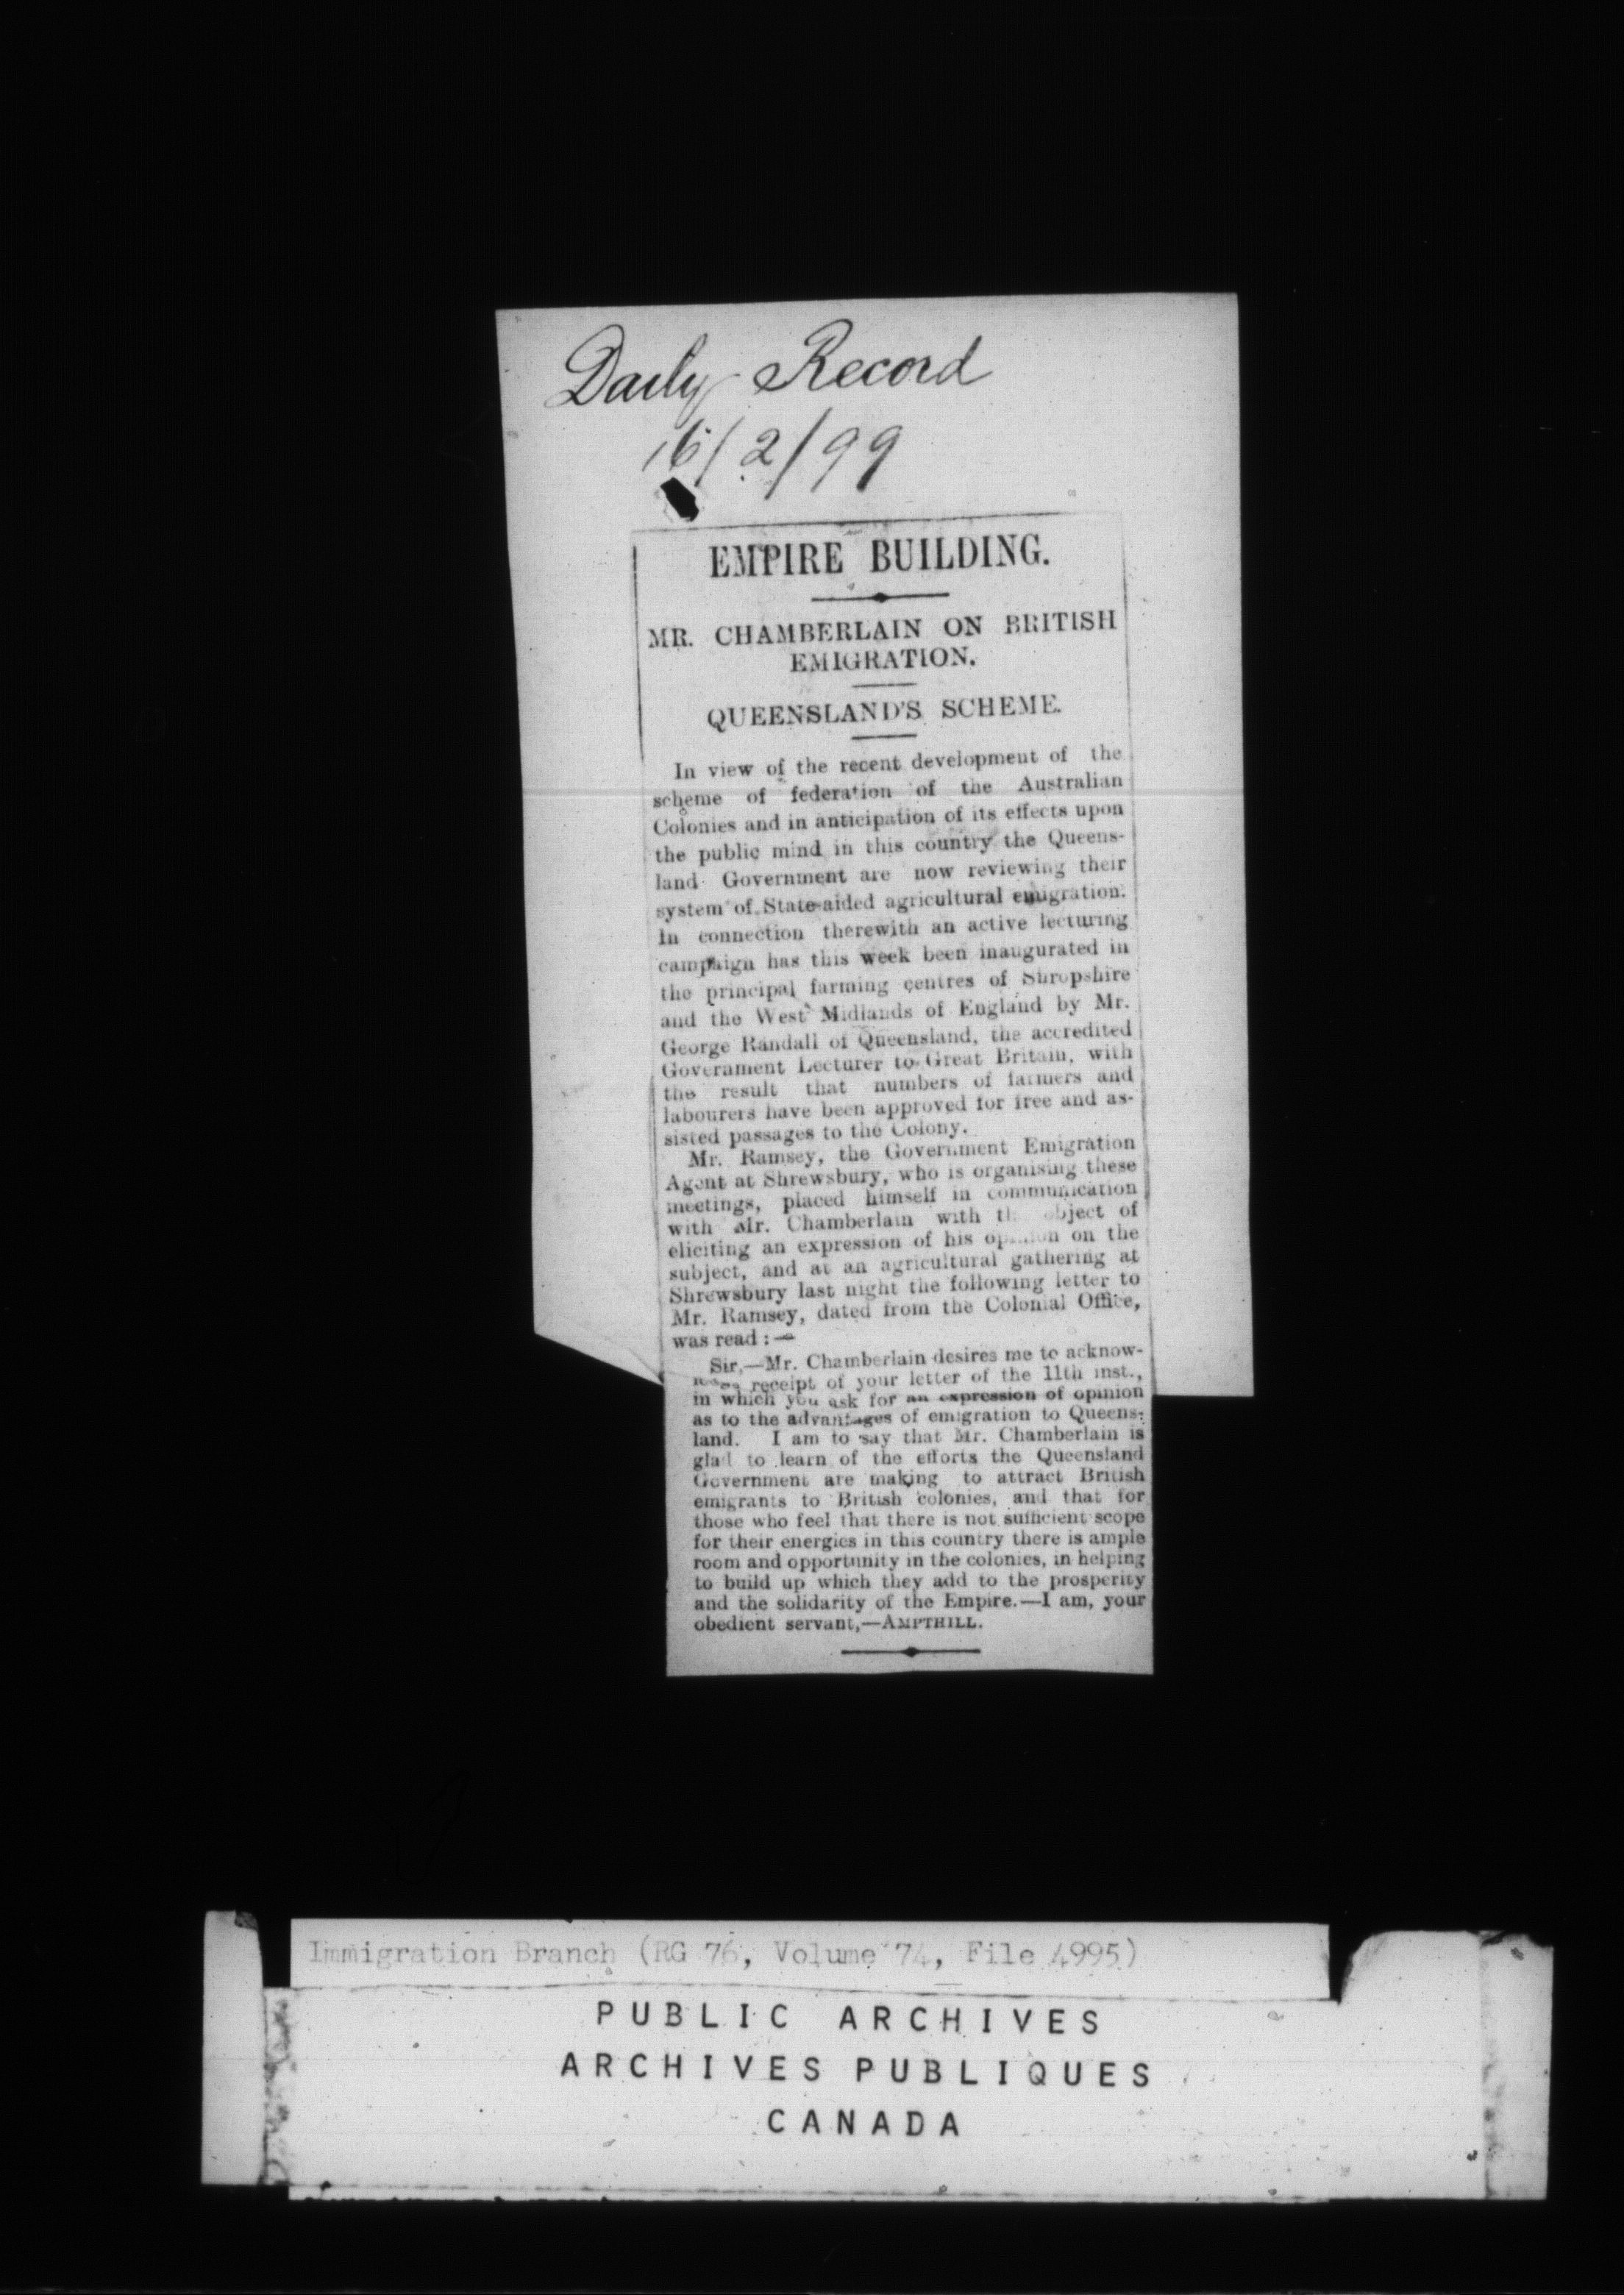 Daily Record
16/2/99
EMPIRE BUILDING.
MR. CHAMBERLAIN ON BRITISH
EMIGRATION.
QUEENSLAND'S SCHEME.
In view of the recent development of the
scheme of federation of the Australian
Colonies and in anticipation of its effects upon
the public mind in this country the Queens-
land Government are now reviewing their
system of State-aided agricultural emigration.
In connection therewith an active lecturing
campaign has this week been inaugurated in
the principal farming centres of Shropshire
and the West Midlands of England by Mr.
George Randall of Queensland, the accredited
Government Lecturer to Great Britain, with
the result that numbers of farmers and
labourers have been approved for free and as-
sisted passages to the Colony.
Mr. Ramsey, the Government Emigration
Agent at Shrewsbury, who is organising these
meetings, placed himself in communication
with Mr. Chamberlain with the object of
eliciting an expression of his opinion on the
subject, and at an agricultural gathering at
Shrewsbury last night the following letter to
Mr. Ramsey, dated from the Colonial Office,
was read:—
Sir,—Mr. Chamberlain desires me to acknow-
ledge receipt of your letter of the 11th inst.,
in which you ask for an expression of opinion
as to the advantages of emigration to Queens-
land. I am to say that Mr. Chamberlain is
glad to learn of the efforts the Queensland
Government are making to attract British
emigrants to British colonies, and that for
those who feel that there is not sufficient scope
for their energies in this country there is ample
room and opportunity in the colonies, in helping
to build up which they add to the prosperity
and the solidarity of the Empire.—I am, your
obedient servant,—AMPTHILL.
Immigration Branch (RG 76, Volume 74, File 4995)
PUBLIC ARCHIVES
ARCHIVES PUBLIQUES
CANADA